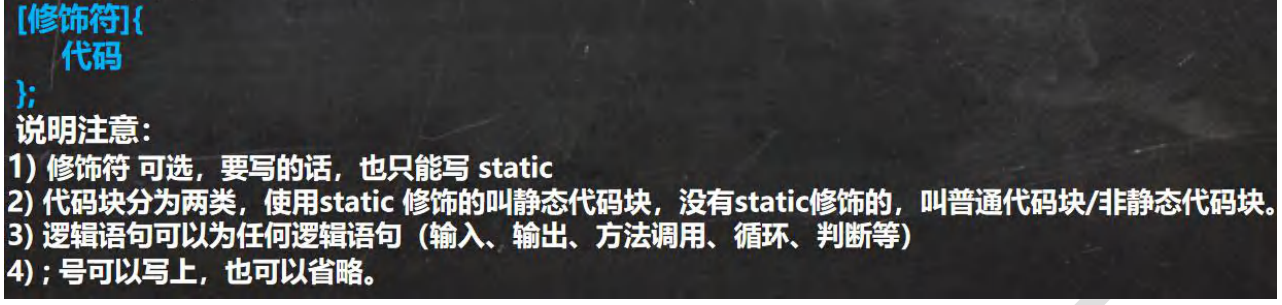 [修饰符]{
代码
};
说明注意：
1) 修饰符 可选，要写的话，也只能写 static
2) 代码块分为两类，使用static 修饰的叫静态代码块，没有static修饰的，叫普通代码块/非静态代码块。
3) 逻辑语句可以为任何逻辑语句（输入、输出、方法调用、循环、判断等）
4) ; 号可以写上，也可以省略。